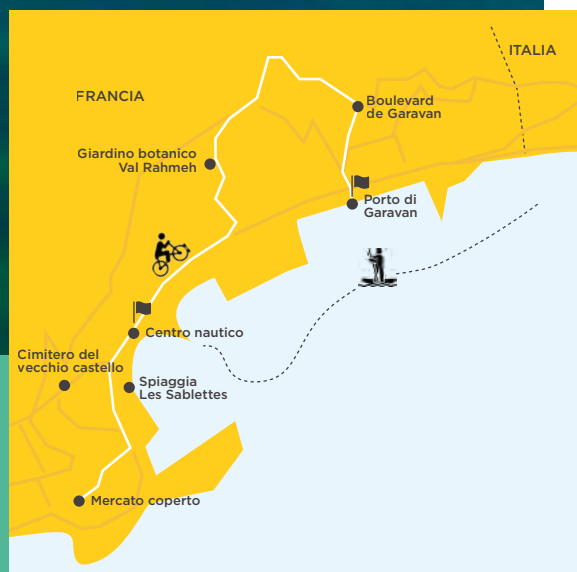 ITALIA
FRANCIA
Boulevard
de Garavan
Giardino botanico
Val Rahmeh
Porto di
Garavan
Centro nautico
Cimitero del
vecchio castello
Spiaggia
Les Sablettes
Mercato coperto